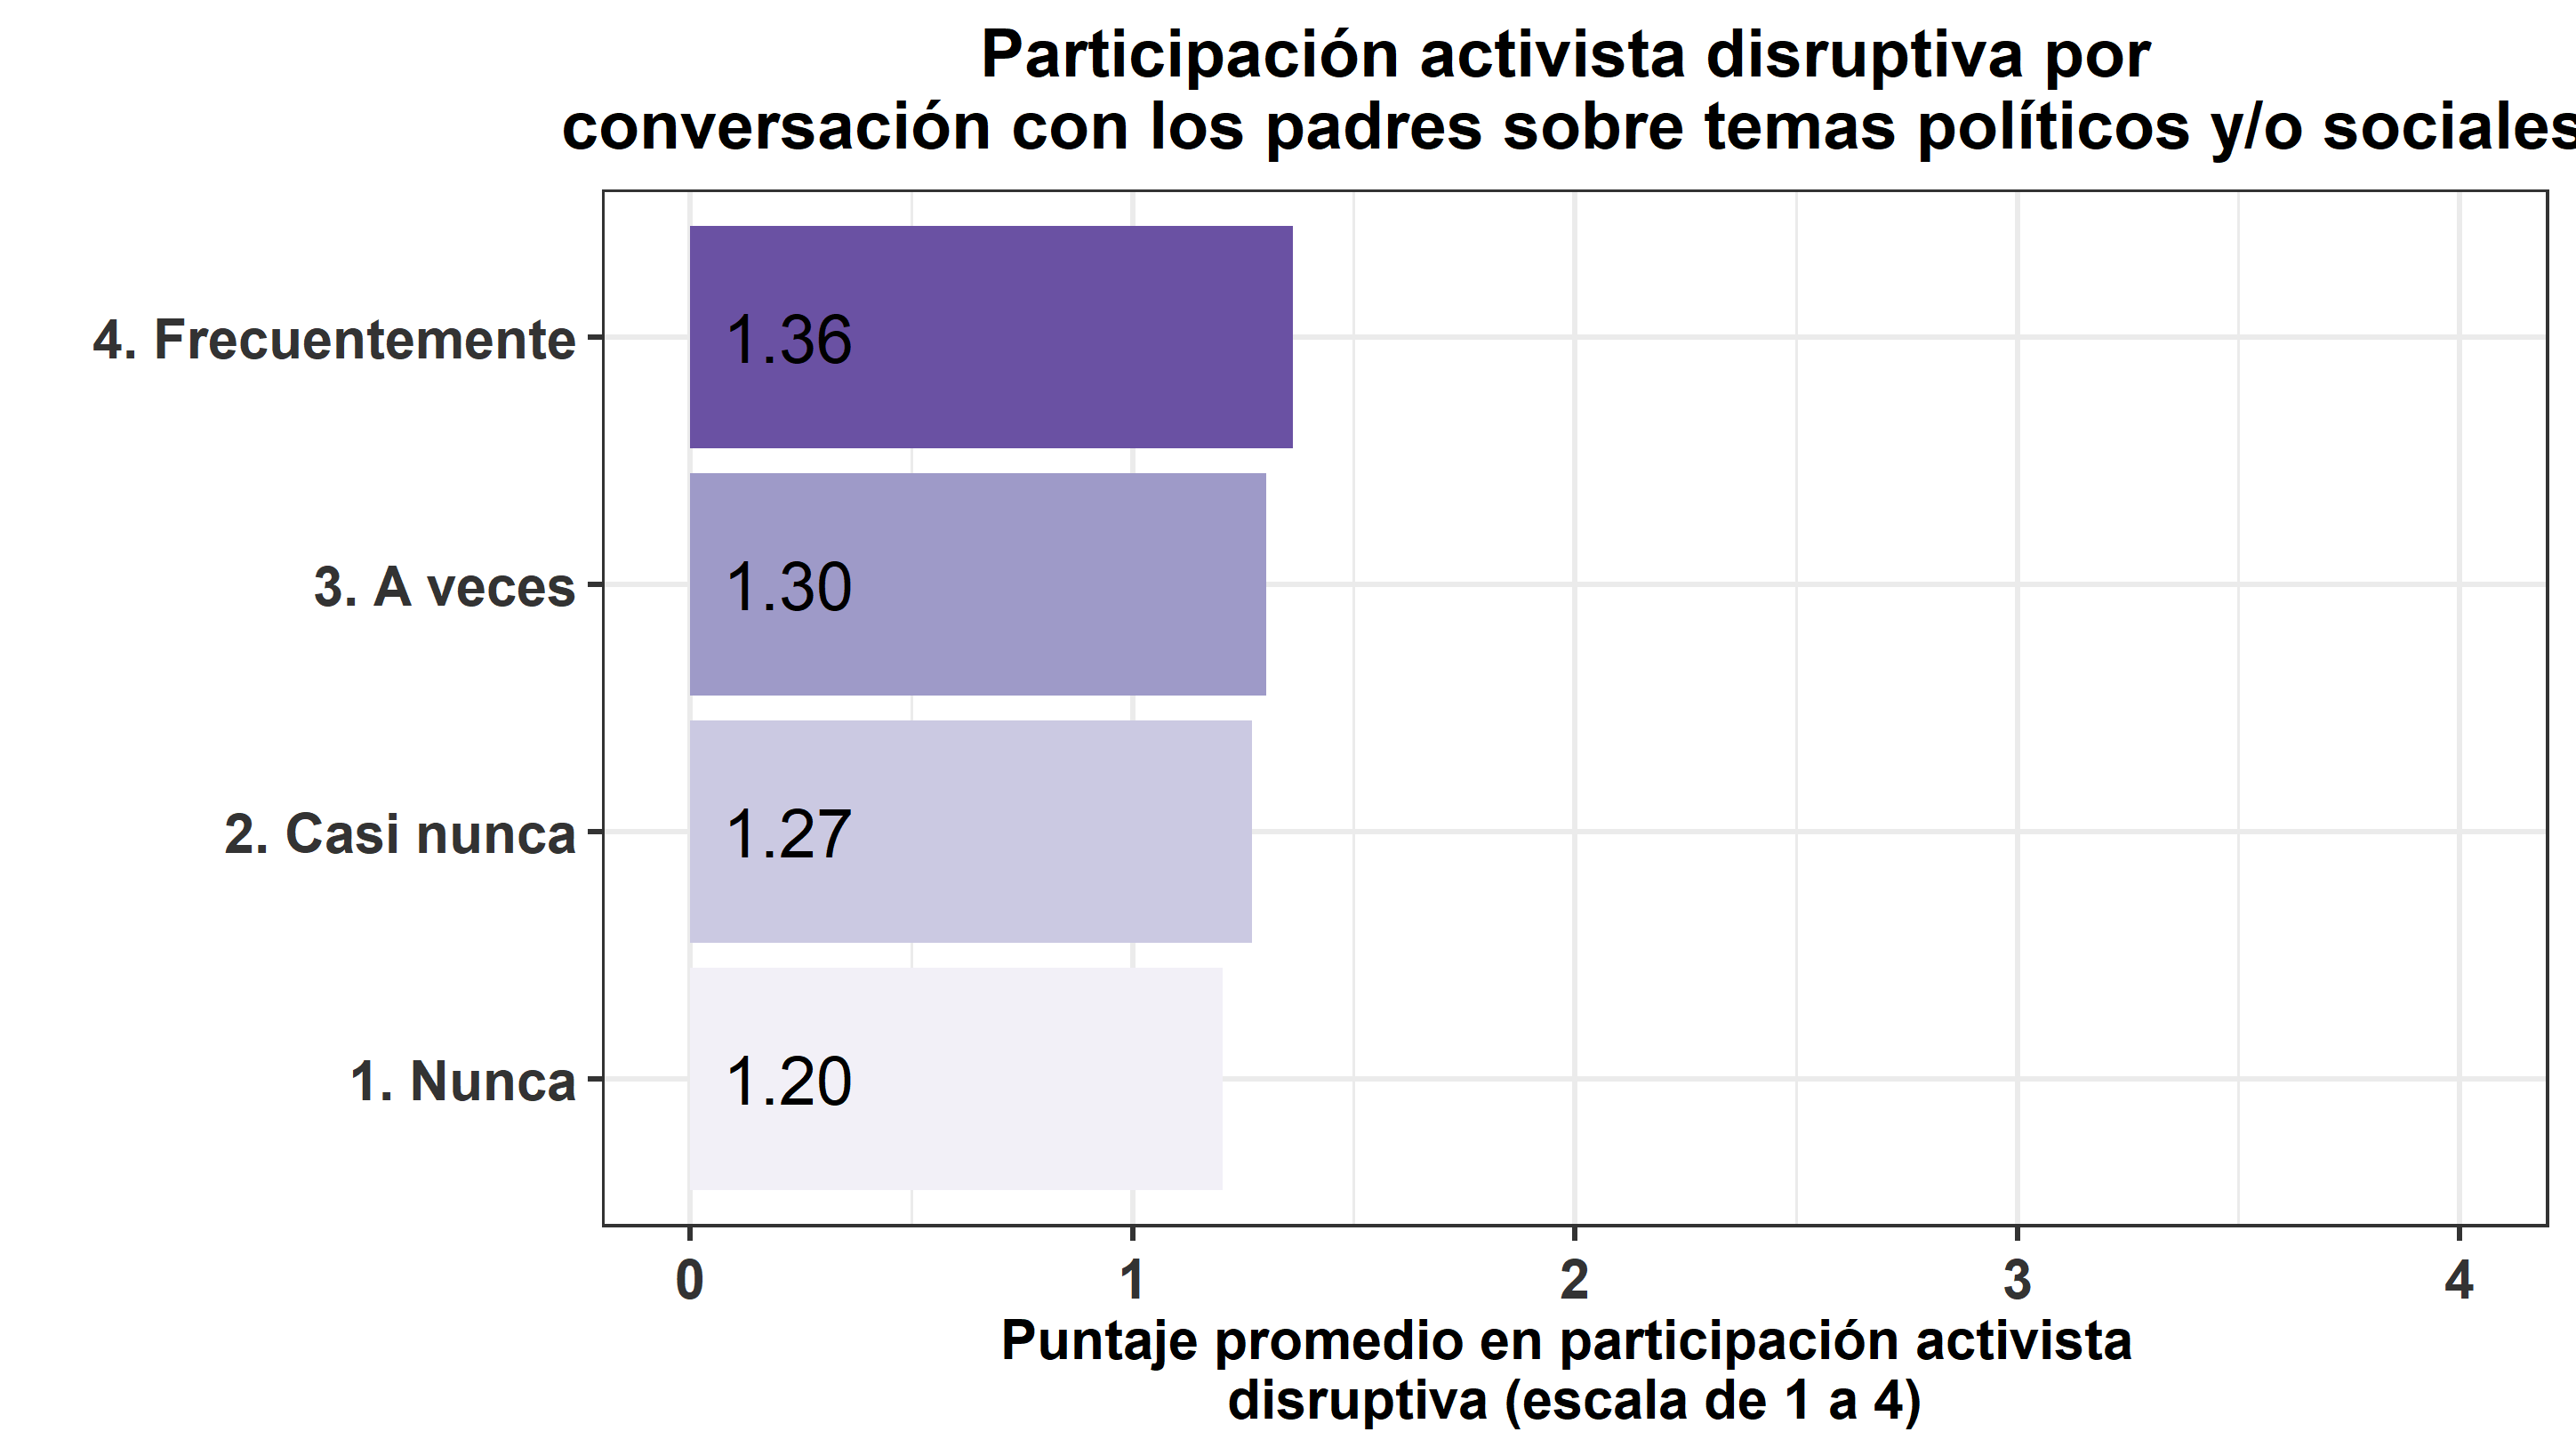 Participación activista disruptiva por
conversación con los padres sobre temas políticos y/o sociales
4. Frecuentemente
1.36
3. A veces
1.30
2. Casi nunca
1.27
1. Nunca
1.20
0 1 2 3 4
Puntaje promedio en participación activista
disruptiva (escala de 1 a 4)